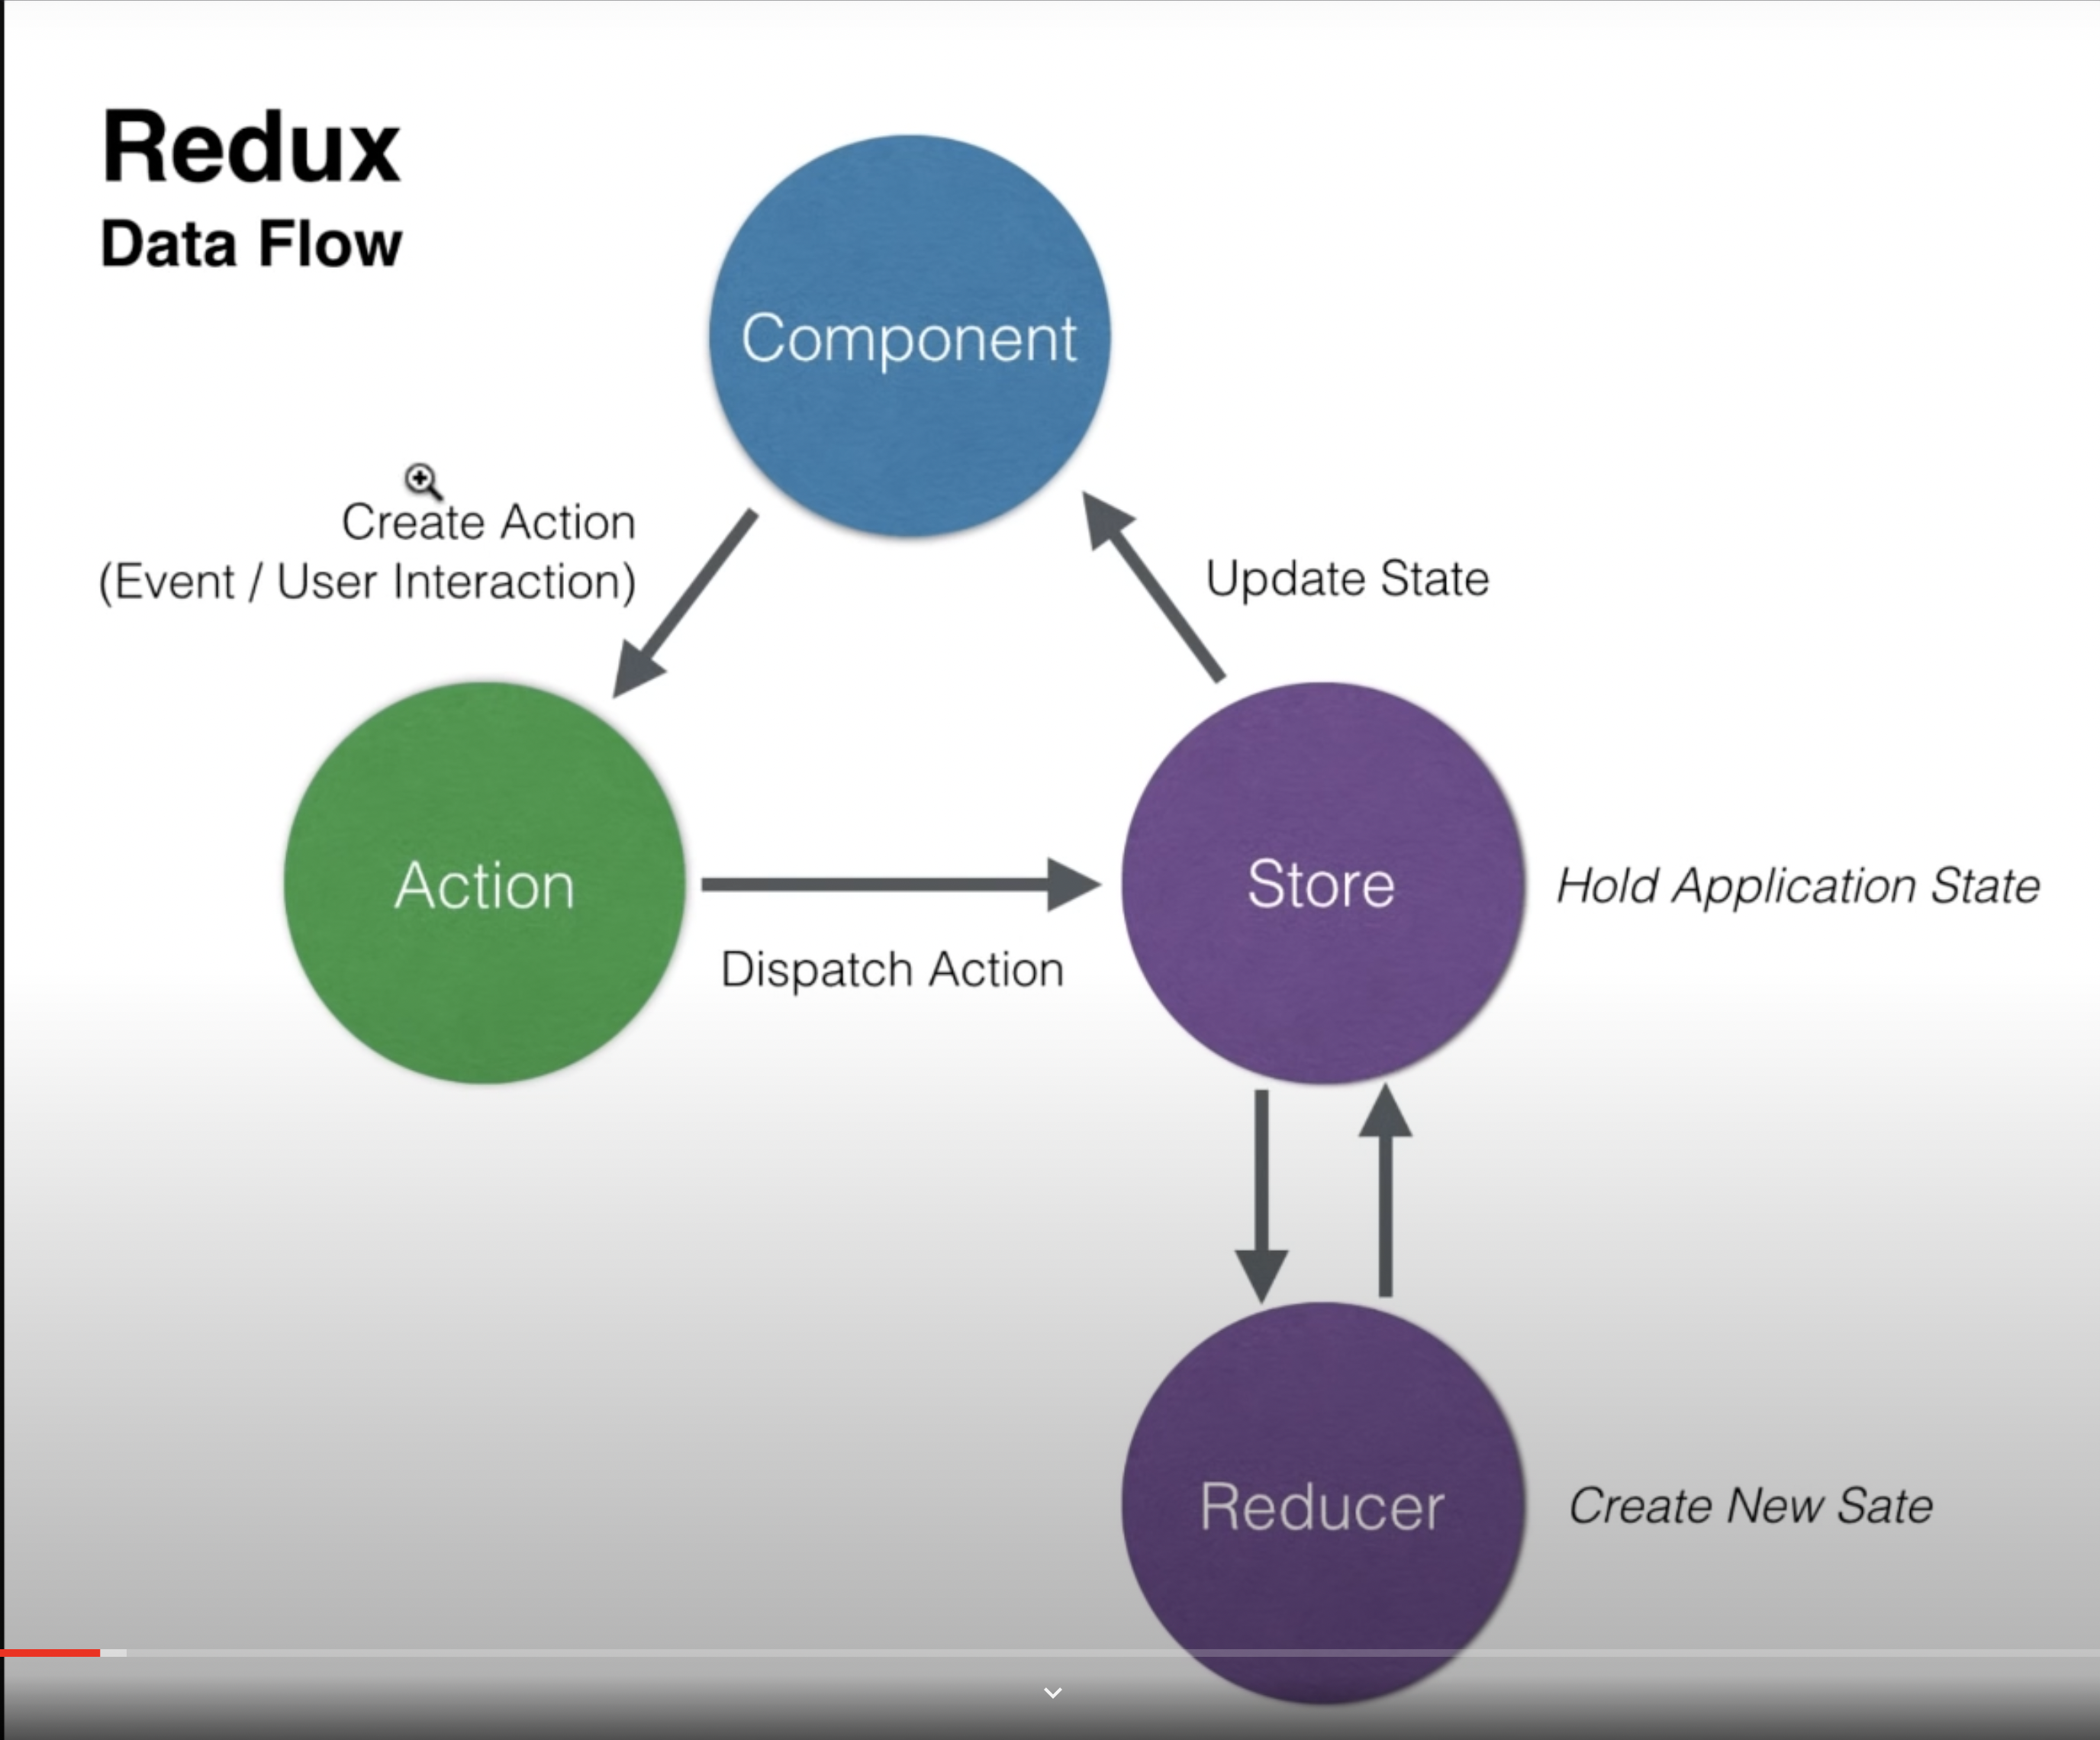 Redux
Data Flow
Component
Create Action
(Event / User Interaction)
Update State
Action
Dispatch Action
Store
Hold Application State
Reducer
Create New Sate